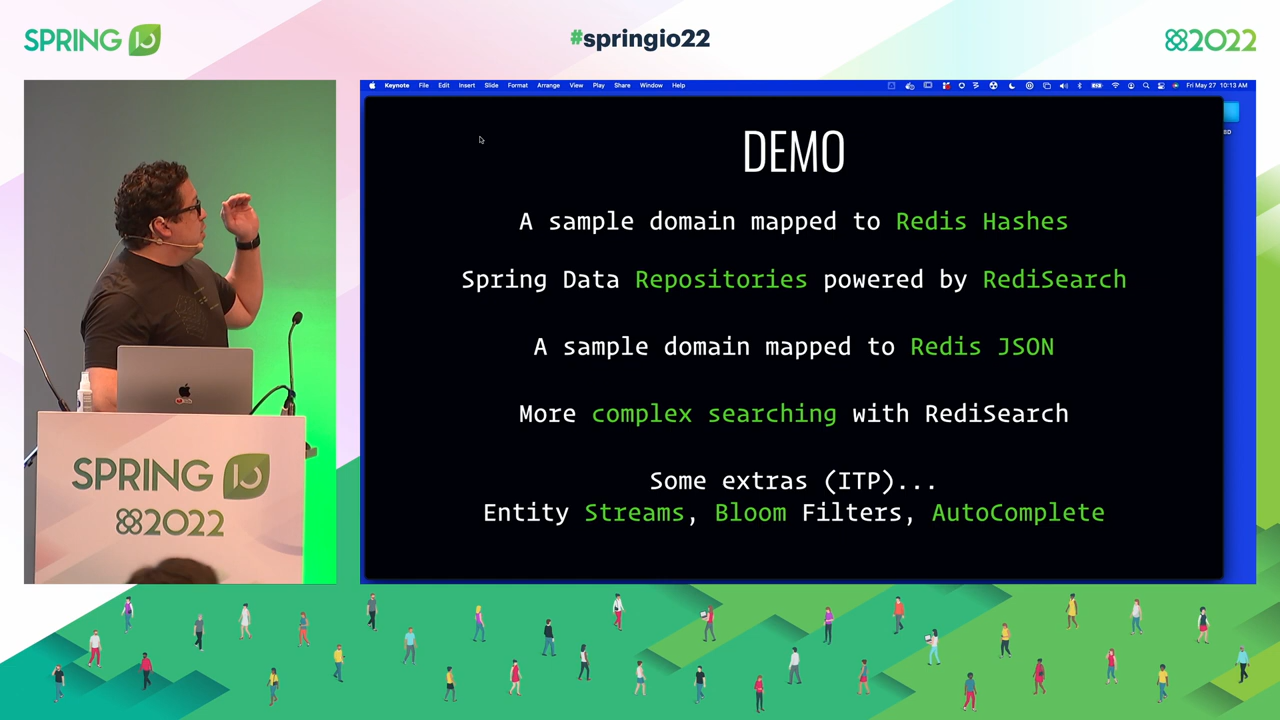 SPRING IO
#springio22
2022
Keynote File Edit Insert Slide Format Arrange View Play Share Window Help
Fri May 27 10:13 AM
DEMO
A sample domain mapped to Redis Hashes
Spring Data Repositories powered by RediSearch
A sample domain mapped to Redis JSON
More complex searching with RediSearch
Some extras (ITP)...
Entity Streams, Bloom Filters, AutoComplete
SPRING IO
2022